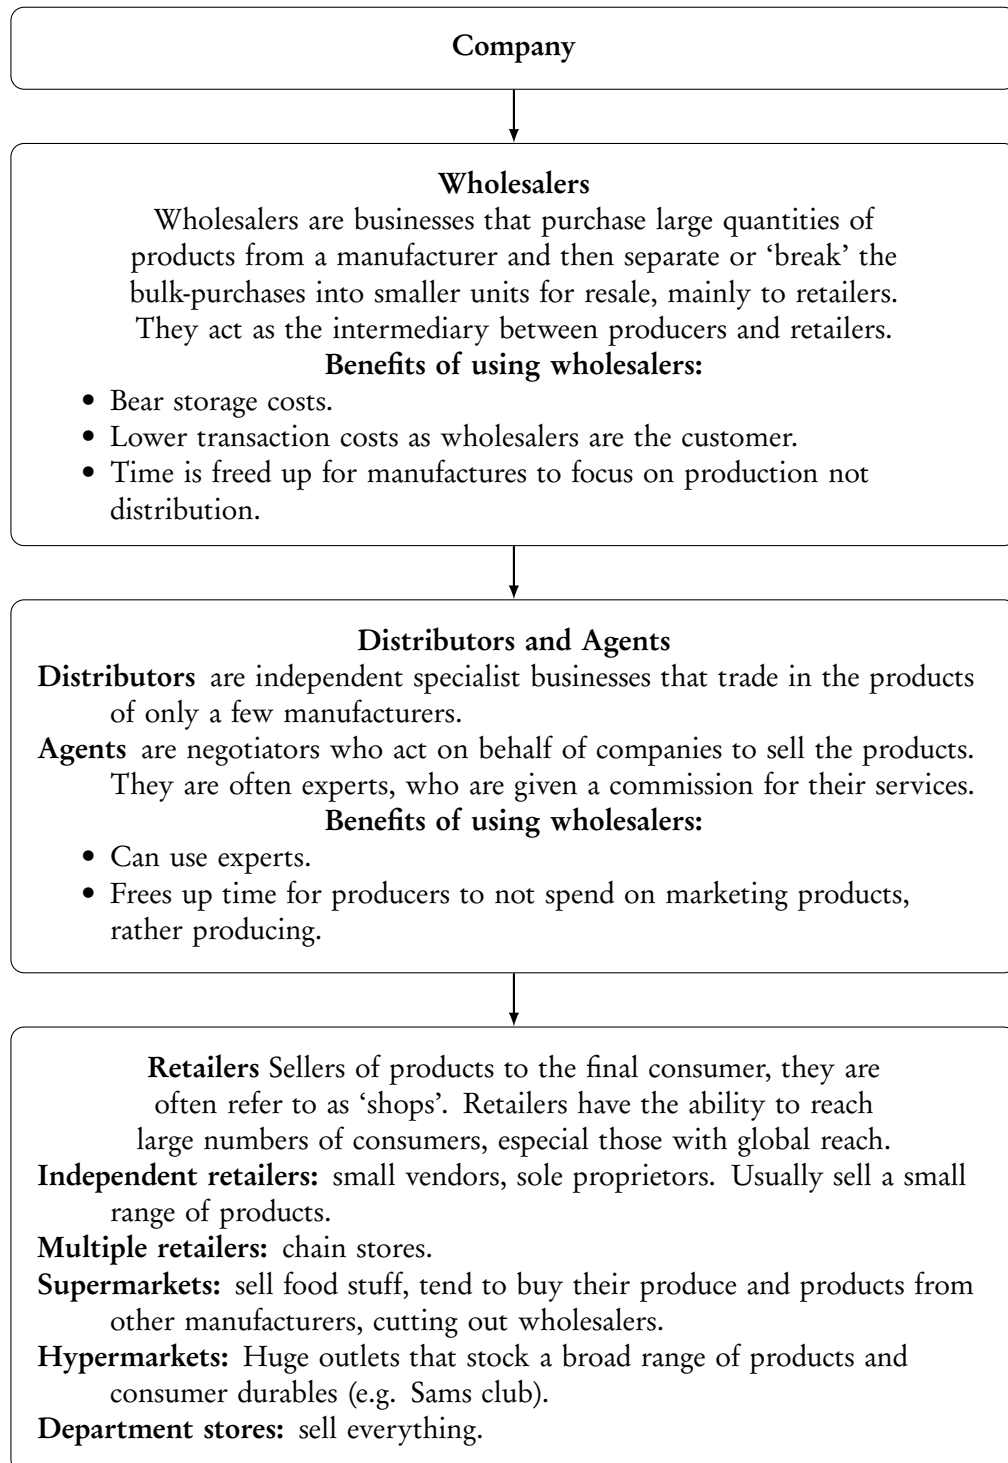 Company
Wholesalers
Wholesalers are businesses that purchase large quantities of
products from a manufacturer and then separate or ‘break’ the
bulk-purchases into smaller units for resale, mainly to retailers.
They act as the intermediary between producers and retailers.
Benefits of using wholesalers:
• Bear storage costs.
• Lower transaction costs as wholesalers are the customer.
• Time is freed up for manufactures to focus on production not
distribution.
Distributors and Agents
Distributors are independent specialist businesses that trade in the products
of only a few manufacturers.
Agents are negotiators who act on behalf of companies to sell the products.
They are often experts, who are given a commission for their services.
Benefits of using wholesalers:
• Can use experts.
• Frees up time for producers to not spend on marketing products,
rather producing.
Retailers Sellers of products to the final consumer, they are
often refer to as ‘shops’. Retailers have the ability to reach
large numbers of consumers, especial those with global reach.
Independent retailers: small vendors, sole proprietors. Usually sell a small
range of products.
Multiple retailers: chain stores.
Supermarkets: sell food stuff, tend to buy their produce and products from
other manufacturers, cutting out wholesalers.
Hypermarkets: Huge outlets that stock a broad range of products and
consumer durables (e.g. Sams club).
Department stores: sell everything.